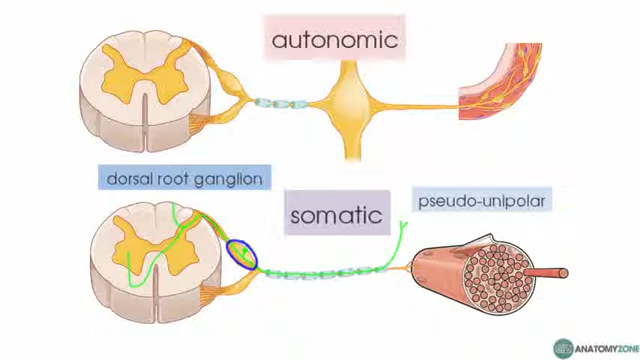 autonomic
dorsal root ganglion
somatic
pseudo-unipolar
ANATOMYZONE